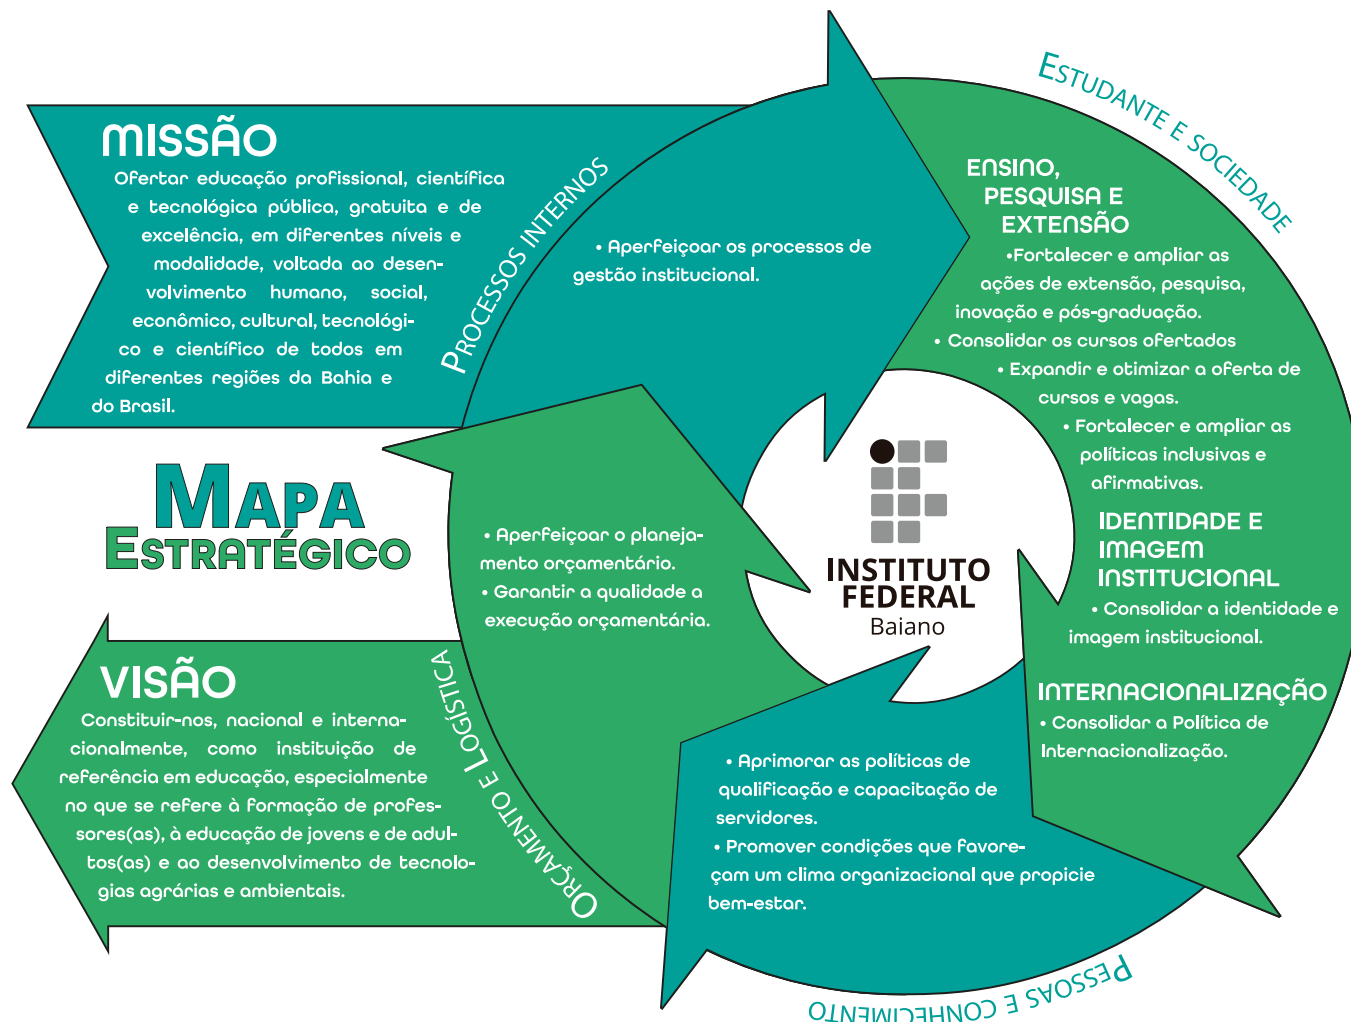 MISSÃO
Ofertar educação profissional, científica
e tecnológica pública, gratuita e de
excelência, em diferentes níveis e
modalidade, voltada ao desen-
volvimento humano, social,
econômico, cultural, tecnológi-
co e científico de todos em
diferentes regiões da Bahia e
do Brasil.
PROCESSOS INTERNOS
• Aperfeiçoar os processos de
gestão institucional.
ESTUDANTE E SOCIEDADE
ENSINO,
PESQUISA E
EXTENSÃO
•Fortalecer e ampliar as
ações de extensão, pesquisa,
inovação e pós-graduação.
• Consolidar os cursos ofertados
• Expandir e otimizar a oferta de
cursos e vagas.
• Fortalecer e ampliar as
políticas inclusivas e
afirmativas.
IDENTIDADE E
IMAGEM
INSTITUCIONAL
• Consolidar a identidade e
imagem institucional.
INTERNACIONALIZAÇÃO
• Consolidar a Política de
Internacionalização.
PESSOAS E CONHECIMENTO
• Aprimorar as políticas de
qualificação e capacitação de
servidores.
• Promover condições que favore-
çam um clima organizacional que propicie
bem-estar.
ORÇAMENTO E LOGÍSTICA
• Aperfeiçoar o planeja-
mento orçamentário.
• Garantir a qualidade a
execução orçamentária.
INSTITUTO
FEDERAL
Baiano
MAPA
ESTRATÉGICO
VISÃO
Constituir-nos, nacional e interna-
cionalmente, como instituição de
referência em educação, especialmente
no que se refere à formação de profes-
sores(as), à educação de jovens e de adul-
tos(as) e ao desenvolvimento de tecnolo-
gias agrárias e ambientais.